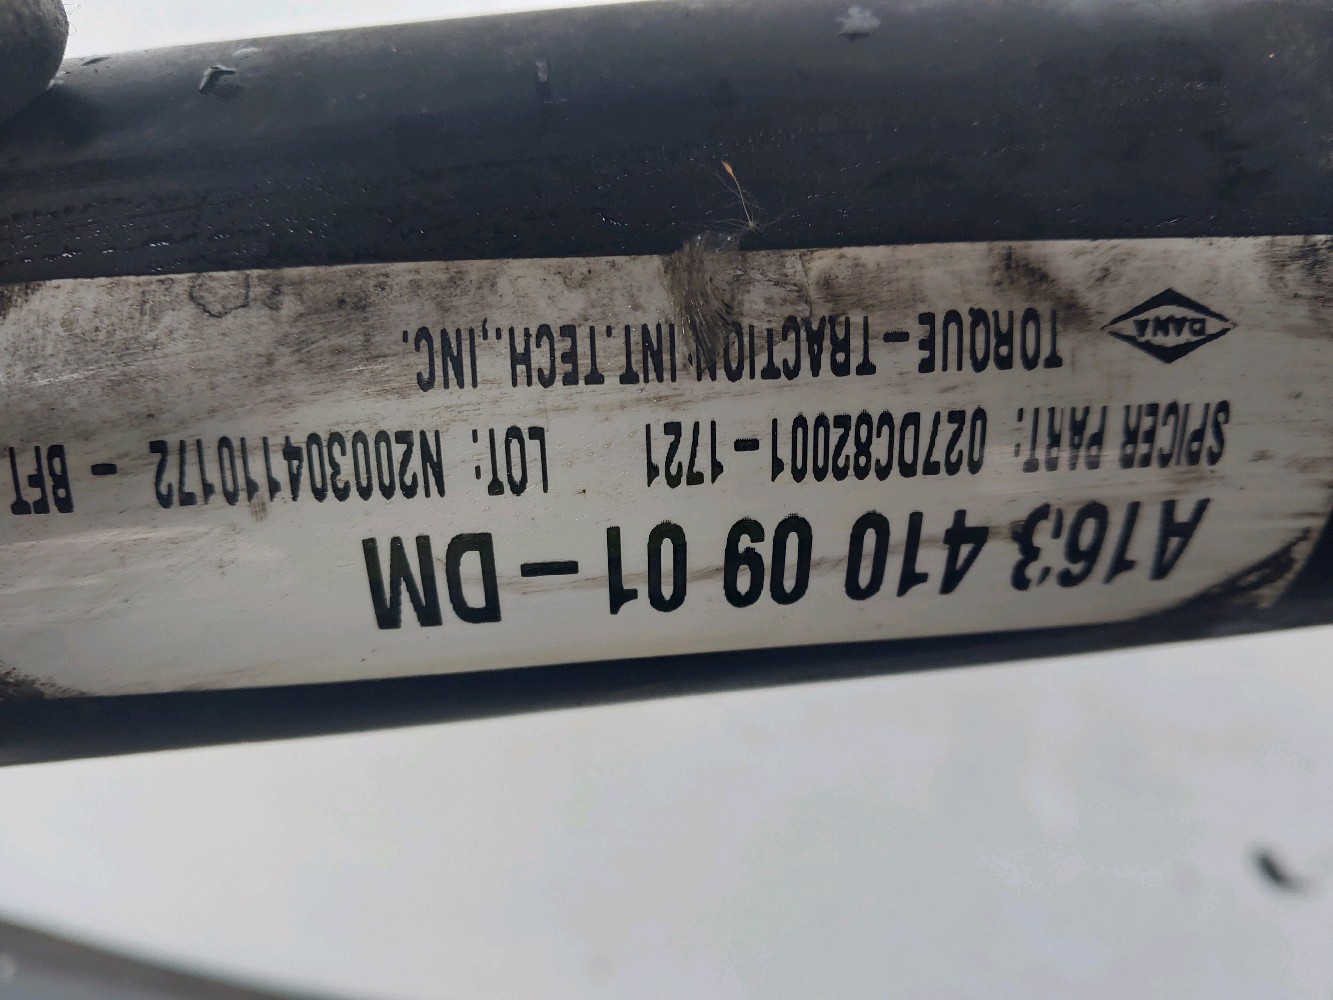 DANA
TORQUE-TRACTION INT.TECH.,INC.
SPICER PART: 027DC82001-1721 LOT: N200304110172 - BFT
A163 410 09 01-DM